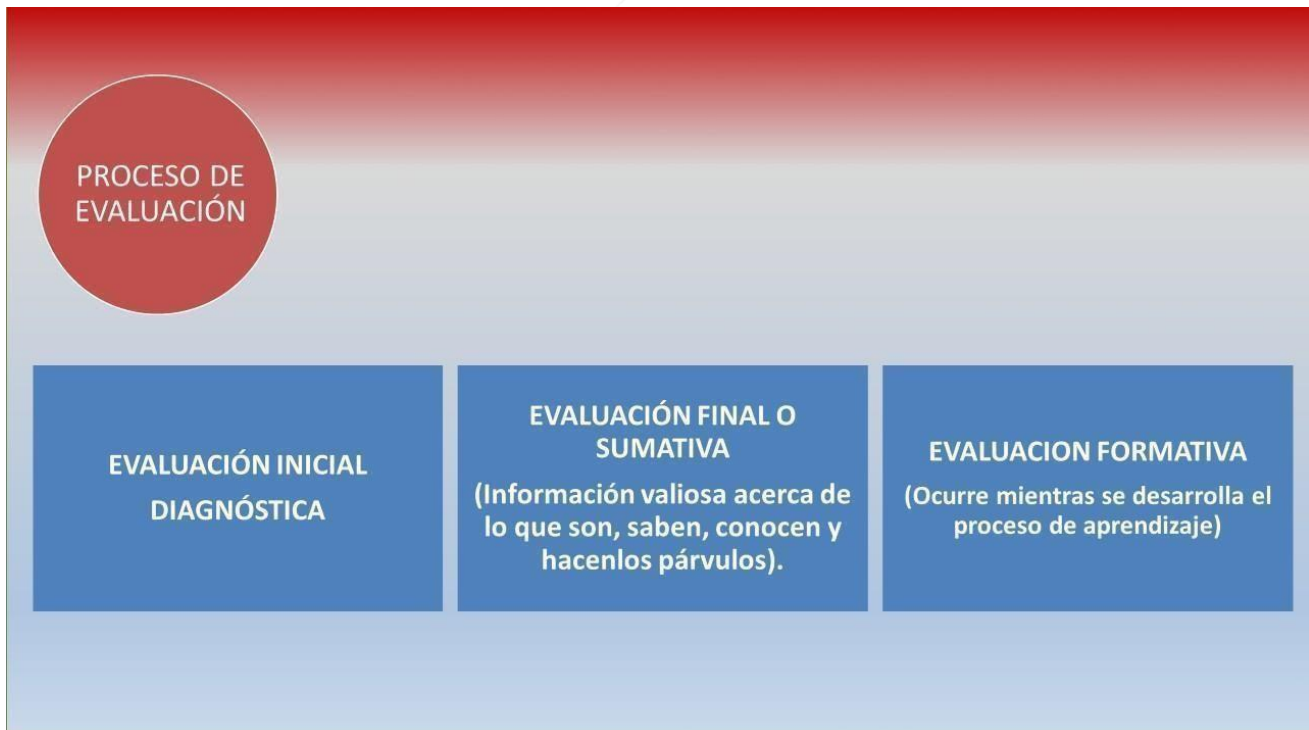 PROCESO DE
EVALUACIÓN
EVALUACIÓN INICIAL
DIAGNÓSTICA
EVALUACIÓN FINAL O
SUMATIVA
(Información valiosa acerca de
lo que son, saben, conocen y
hacenlos párvulos).
EVALUACION FORMATIVA
(Ocurre mientras se desarrolla el
proceso de aprendizaje)